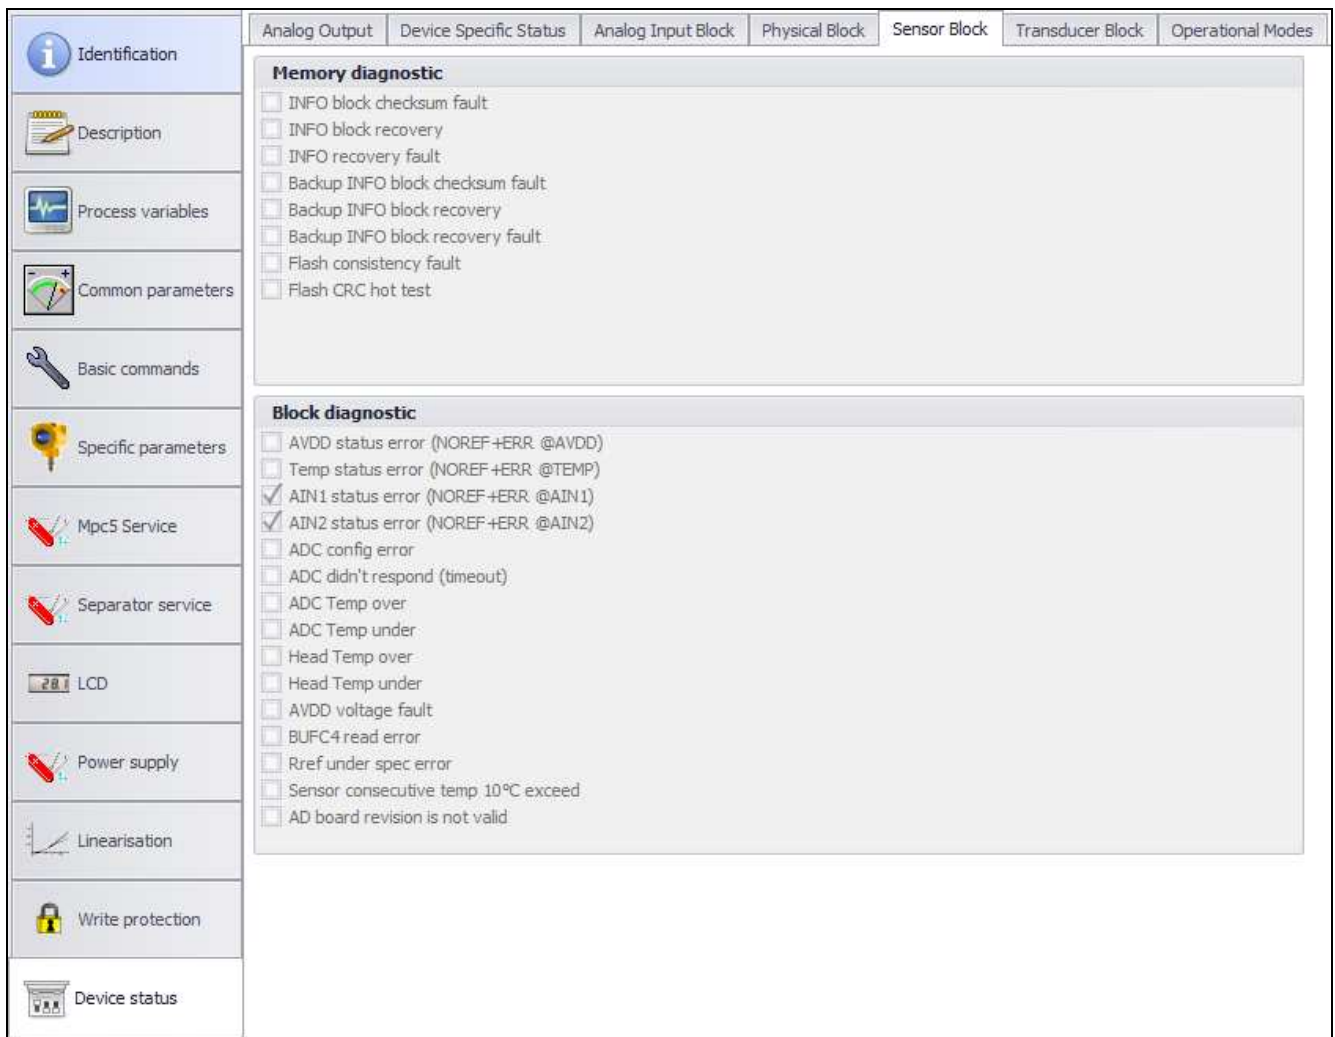 Identification
Description
Process variables
Common parameters
Basic commands
Specific parameters
Mpc5 Service
Separator service
28.1 LCD
Power supply
Linearisation
Write protection
Device status
Analog Output Device Specific Status Analog Input Block Physical Block Sensor Block Transducer Block Operational Modes
Memory diagnostic
INFO block checksum fault
INFO block recovery
INFO recovery fault
Backup INFO block checksum fault
Backup INFO block recovery
Backup INFO block recovery fault
Flash consistency fault
Flash CRC hot test
Block diagnostic
AVDD status error (NOREF+ERR @AVDD)
Temp status error (NOREF+ERR @TEMP)
AIN1 status error (NOREF+ERR @AIN1)
AIN2 status error (NOREF+ERR @AIN2)
ADC config error
ADC didn't respond (timeout)
ADC Temp over
ADC Temp under
Head Temp over
Head Temp under
AVDD voltage fault
BUFC4 read error
Rref under spec error
Sensor consecutive temp 10°C exceed
AD board revision is not valid